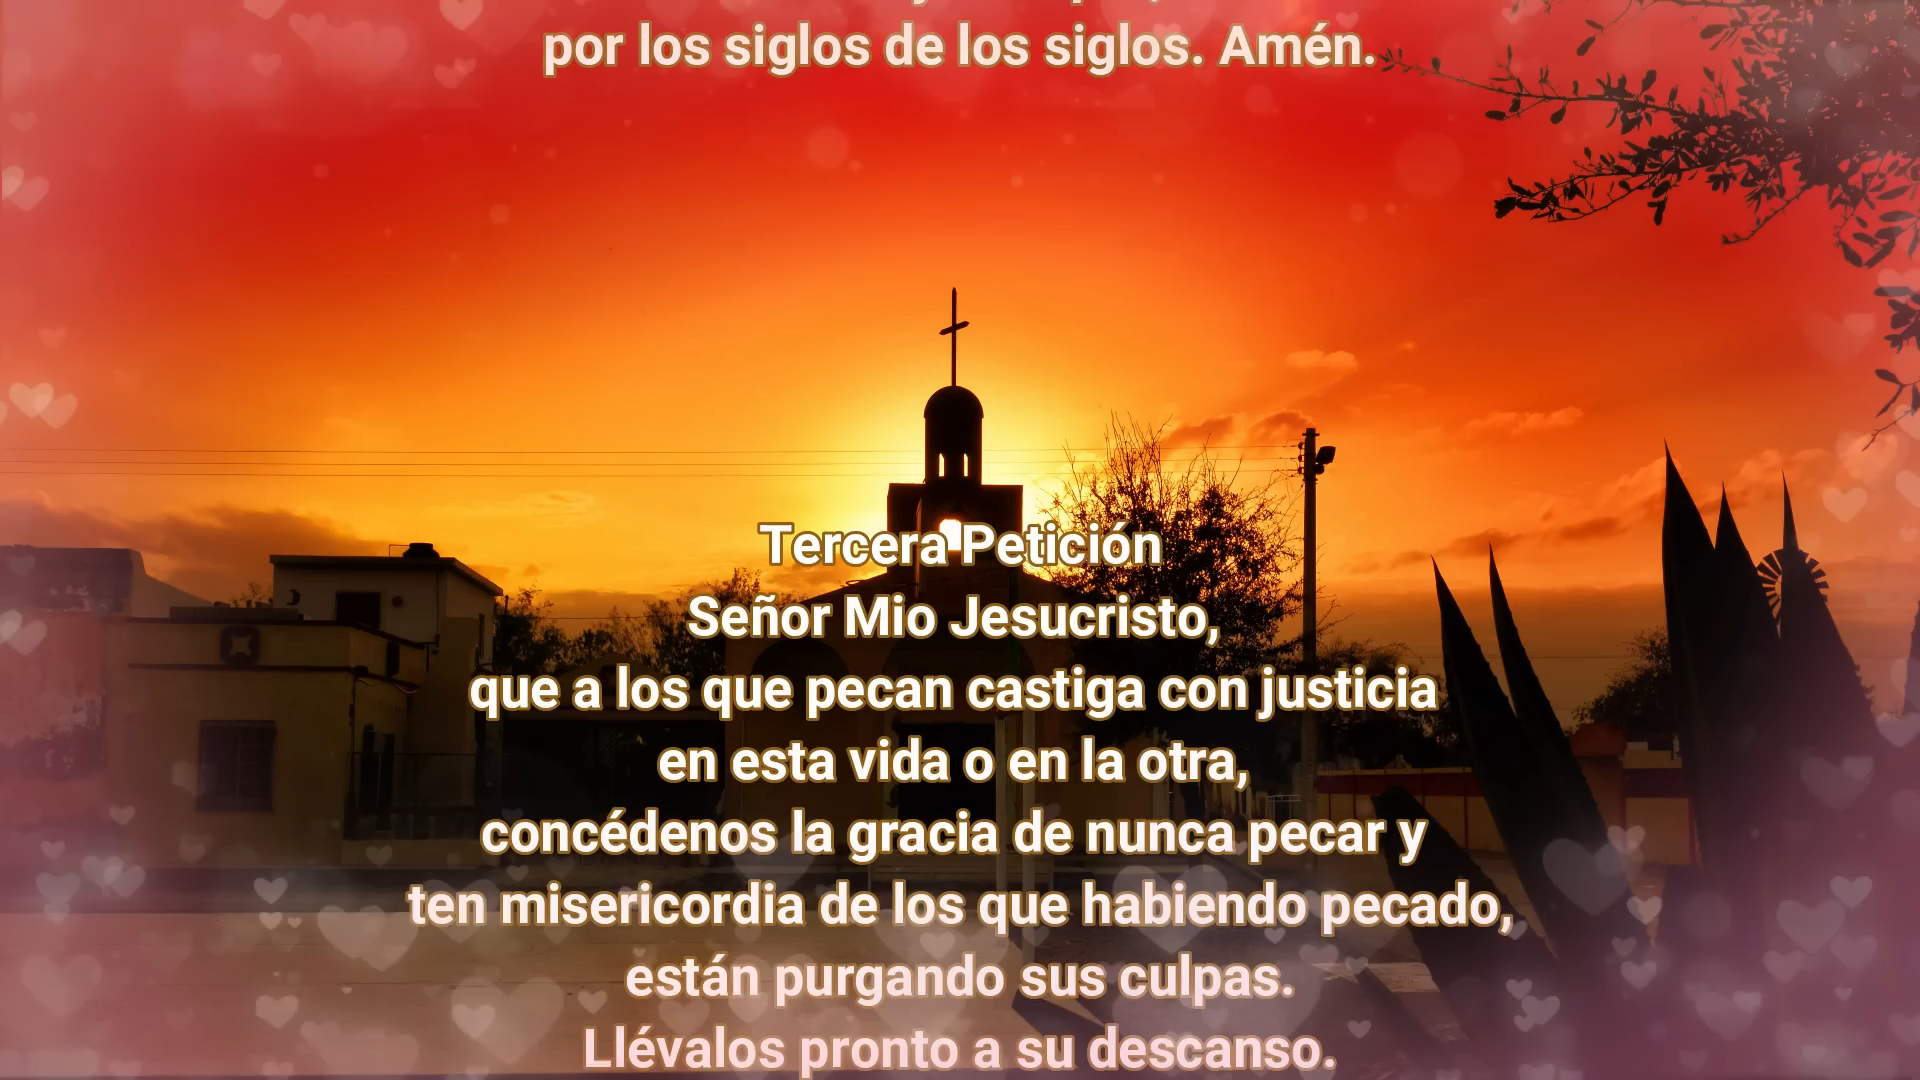 por los siglos de los siglos. Amén.
Tercera Petición
Señor Mio Jesucristo,
que a los que pecan castiga con justicia
en esta vida o en la otra,
concédenos la gracia de nunca pecar y
ten misericordia de los que habiendo pecado,
están purgando sus culpas.
Llévalos pronto a su descanso.